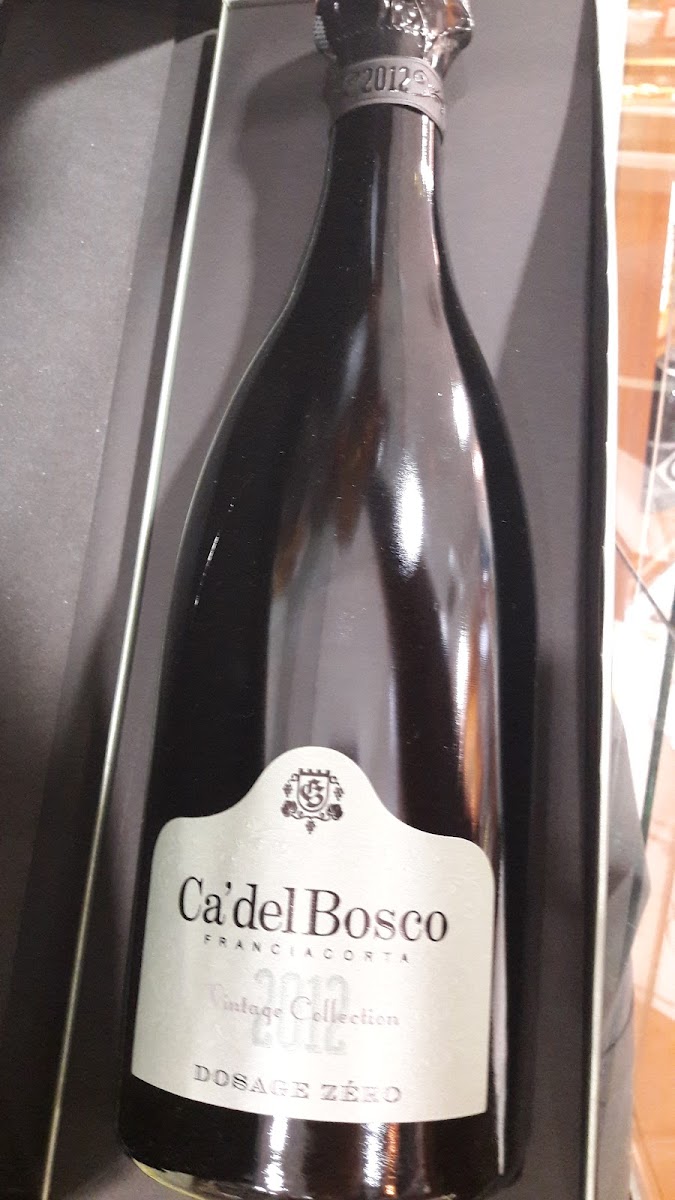 2012
Ca'del Bosco
FRANCIACORTA
2012
Vintage Collection
DOSAGE ZÉRO